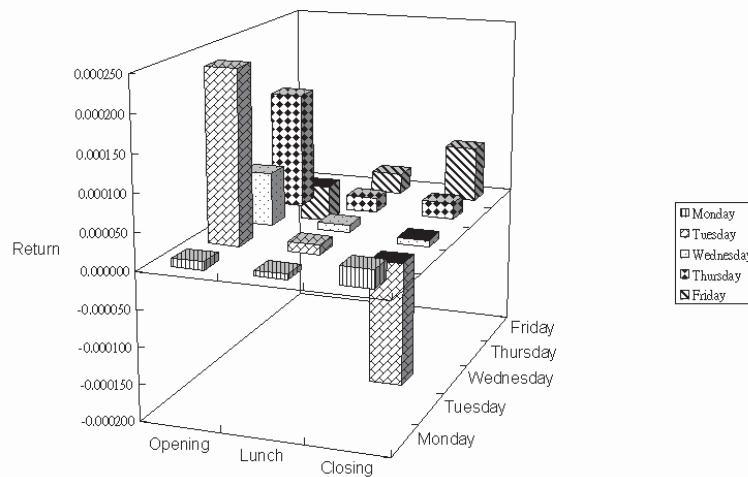 0.000250
0.000200
0.000150
0.000100
0.000050
Return
0.000000
-0.000050
-0.000100
-0.000150
-0.000200
Opening
Lunch
Closing
Monday
Tuesday
Wednesday
Thursday
Friday
Monday
Tuesday
Wednesday
Thursday
Friday